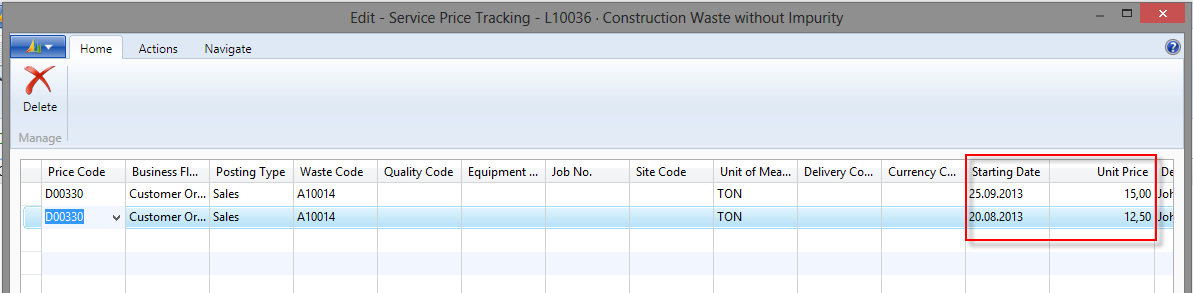 Edit - Service Price Tracking - L10036 · Construction Waste without Impurity
Home Actions Navigate
Delete
Manage
Price Code Business Fl... Posting Type Waste Code Quality Code Equipment ... Job No. Site Code Unit of Mea... Delivery Co... Currency C... Starting Date Unit Price De
D00330 Customer Or... Sales A10014 TON 25.09.2013 15,00 Joh
D00330 Customer Or... Sales A10014 TON 20.08.2013 12,50 Joh